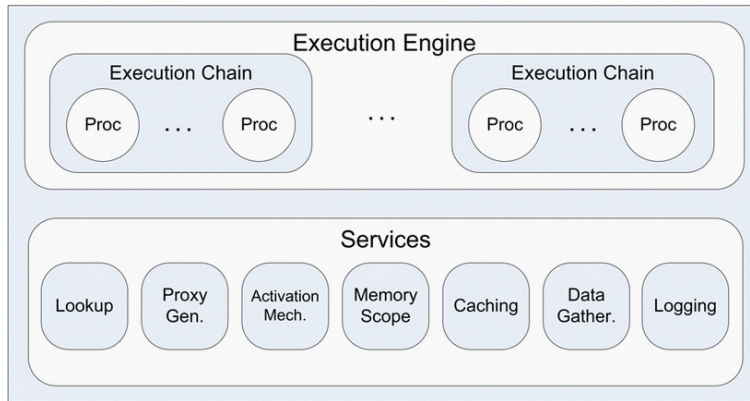 Execution Engine
Execution Chain
Proc ... Proc
...
Execution Chain
Proc ... Proc
Services
Lookup
Proxy
Gen.
Activation
Mech.
Memory
Scope
Caching
Data
Gather.
Logging